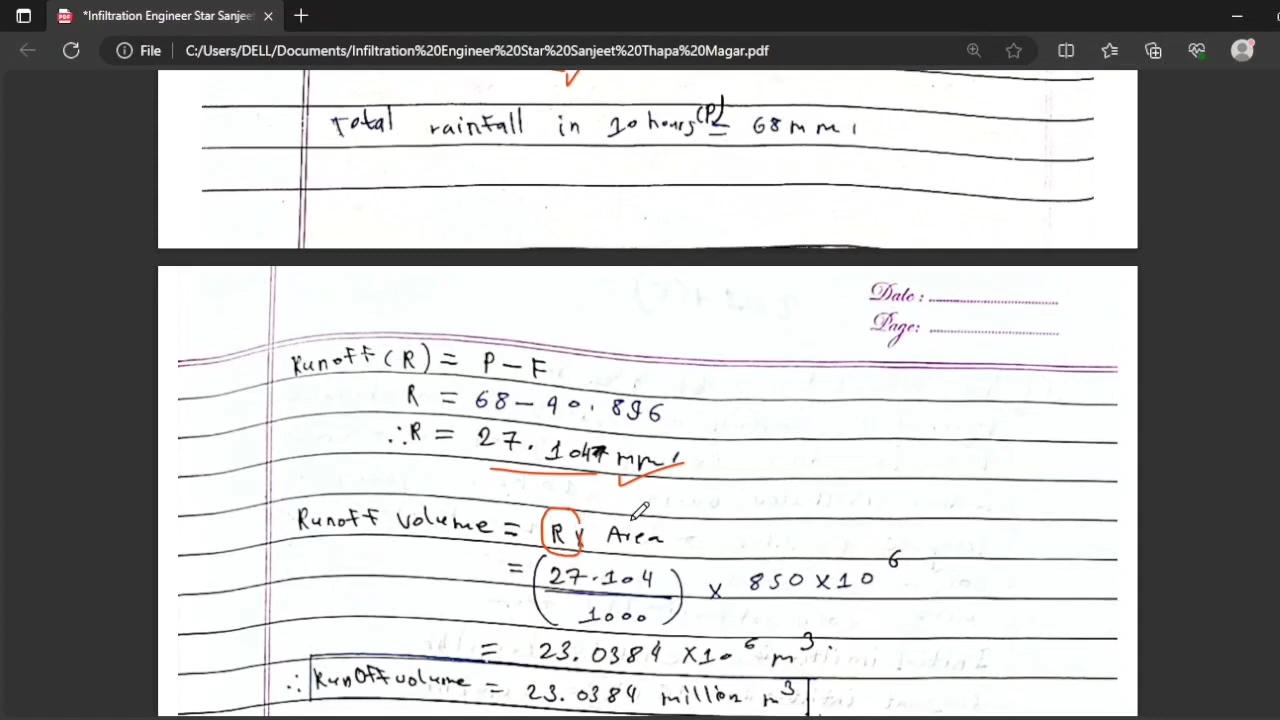 *Infiltration Engineer Star Sanjee
File
C:/Users/DELL/Documents/Infiltration%20Engineer%20Star%20Sanjeet%20Thapa%20Magar.pdf
Total rainfall in 10 hours (P) = 68 mm.
Date :
Page:
Runoff (R) = P - F
R = 68 - 40.896
∴ R = 27.104 mm.
Runoff volume = R x Area
= (27.104 / 1000) x 850 x 10^6
= 23.0384 x 10^6 m^3.
∴ Runoff volume = 23.0384 million m^3